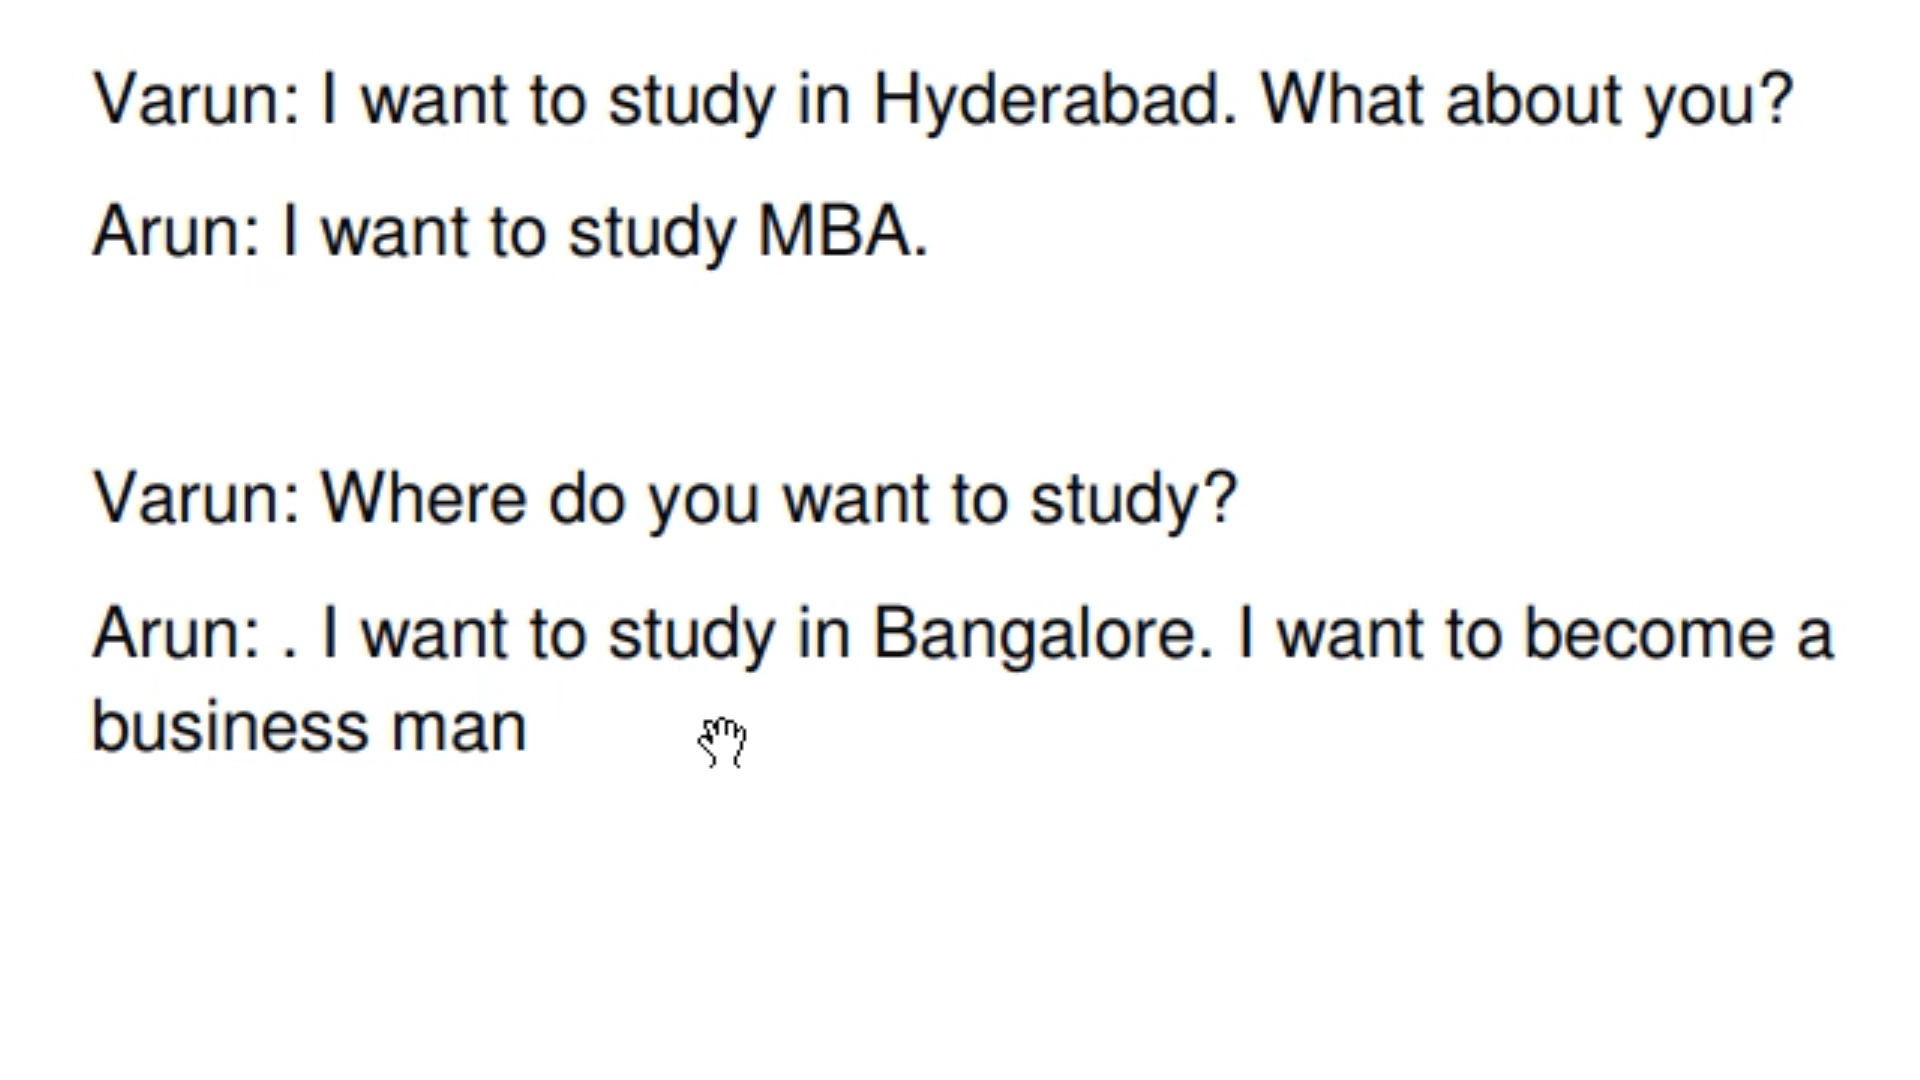 Varun: I want to study in Hyderabad. What about you?
Arun: I want to study MBA.
Varun: Where do you want to study?
Arun: . I want to study in Bangalore. I want to become a
business man